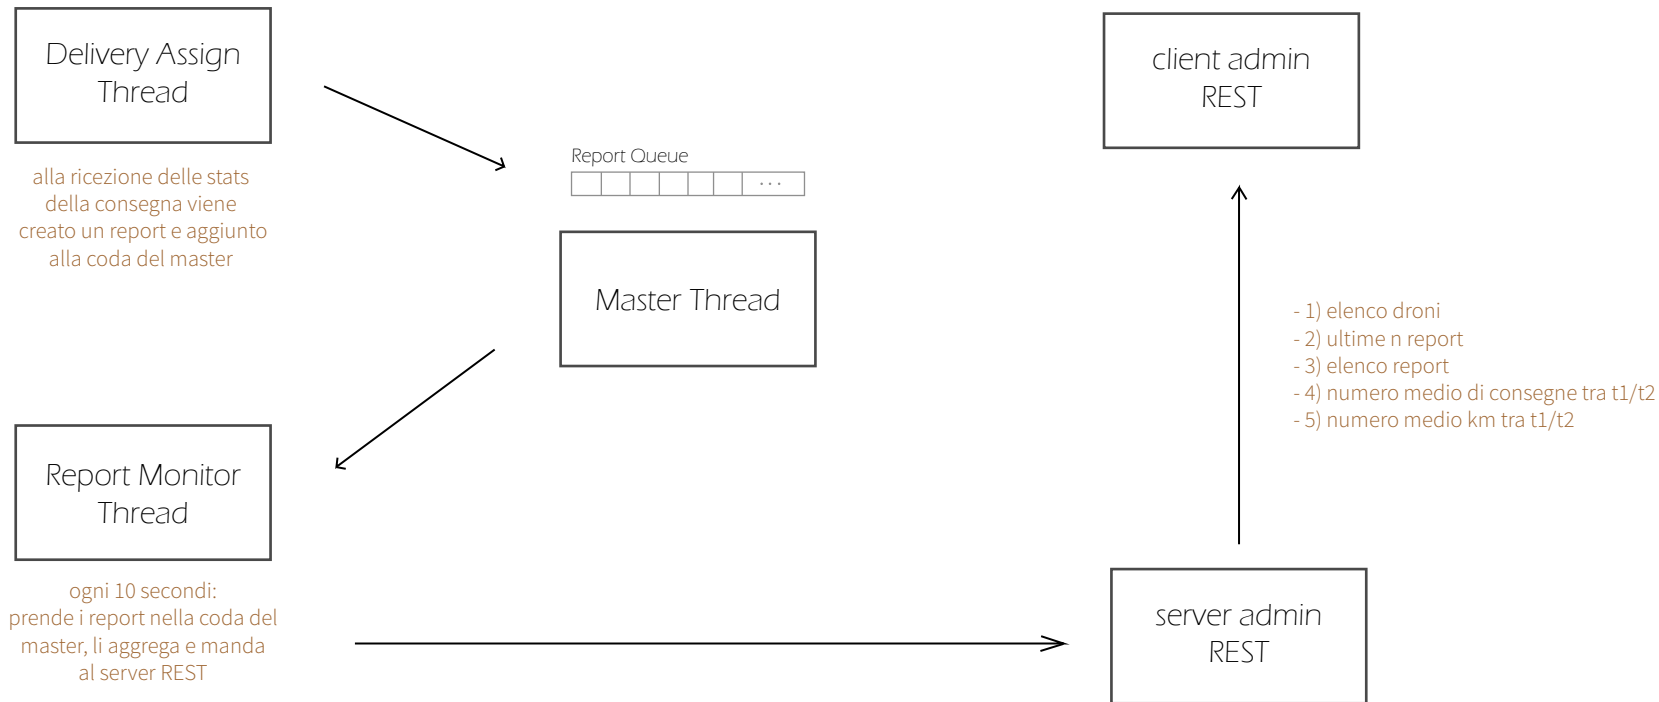 Delivery Assign
Thread
alla ricezione delle stats
della consegna viene
creato un report e aggiunto
alla coda del master
Report Queue
...
Master Thread
Report Monitor
Thread
ogni 10 secondi:
prende i report nella coda del
master, li aggrega e manda
al server REST
client admin
REST
- 1) elenco droni
- 2) ultime n report
- 3) elenco report
- 4) numero medio di consegne tra t1/t2
- 5) numero medio km tra t1/t2
server admin
REST